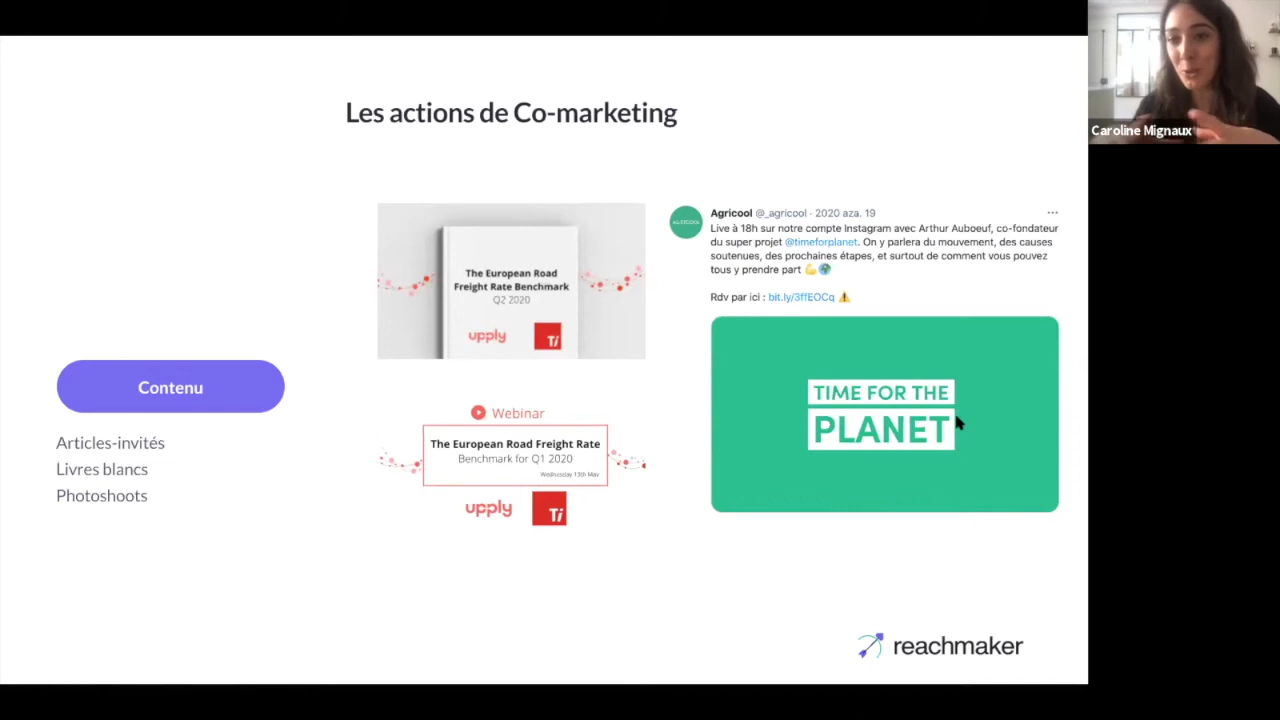 Les actions de Co-marketing
Contenu
Articles-invités
Livres blancs
Photoshoots
The European Road
Freight Rate Benchmark
Q2 2020
upply
Ti
Webinar
The European Road Freight Rate
Benchmark for Q1 2020
Wednesday 13th May
upply
Ti
AGRICOOL
Agricool @_agricool · 2020 aza. 19
Live à 18h sur notre compte Instagram avec Arthur Auboeuf, co-fondateur
du super projet @timeforplanet. On y parlera du mouvement, des causes
soutenues, des prochaines étapes, et surtout de comment vous pouvez
tous y prendre part 💪🌍
Rdv par ici : bit.ly/3ffEOCq ⚠️
TIME FOR THE
PLANET
reachmaker
Caroline Mignaux